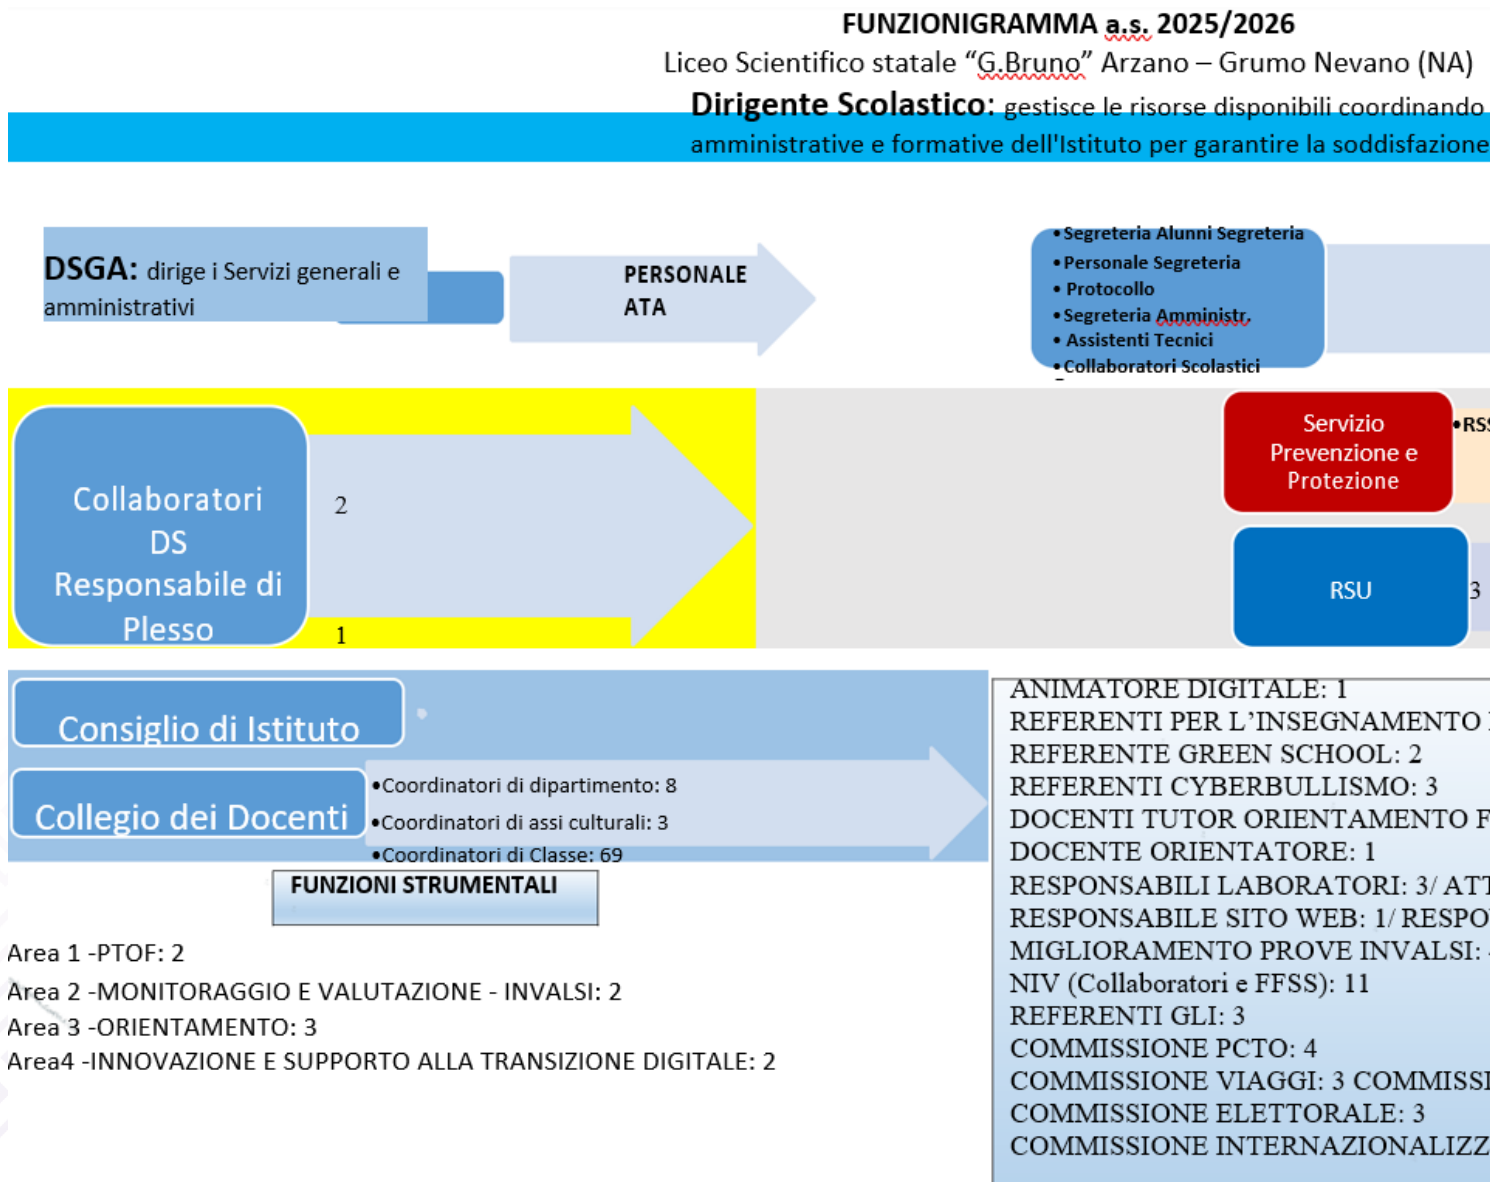 FUNZIONIGRAMMA a.s. 2025/2026
Liceo Scientifico statale “G.Bruno” Arzano – Grumo Nevano (NA)
Dirigente Scolastico: gestisce le risorse disponibili coordinando
amministrative e formative dell'Istituto per garantire la soddisfazione
DSGA: dirige i Servizi generali e
amministrativi
PERSONALE
ATA
•Segreteria Alunni Segreteria
•Personale Segreteria
• Protocollo
•Segreteria Amministr.
• Assistenti Tecnici
•Collaboratori Scolastici
Collaboratori
DS
Responsabile di
Plesso
2
1
Servizio
Prevenzione e
Protezione
RSU
3
Consiglio di Istituto
Collegio dei Docenti
•Coordinatori di dipartimento: 8
•Coordinatori di assi culturali: 3
•Coordinatori di Classe: 69
FUNZIONI STRUMENTALI
Area 1 -PTOF: 2
Area 2 -MONITORAGGIO E VALUTAZIONE - INVALSI: 2
Area 3 -ORIENTAMENTO: 3
Area4 -INNOVAZIONE E SUPPORTO ALLA TRANSIZIONE DIGITALE: 2
ANIMATORE DIGITALE: 1
REFERENTI PER L’INSEGNAMENTO
REFERENTE GREEN SCHOOL: 2
REFERENTI CYBERBULLISMO: 3
DOCENTI TUTOR ORIENTAMENTO
DOCENTE ORIENTATORE: 1
RESPONSABILI LABORATORI: 3/
RESPONSABILE SITO WEB: 1/
MIGLIORAMENTO PROVE INVALSI:
NIV (Collaboratori e FFSS): 11
REFERENTI GLI: 3
COMMISSIONE PCTO: 4
COMMISSIONE VIAGGI: 3
COMMISSIONE ELETTORALE: 3
COMMISSIONE